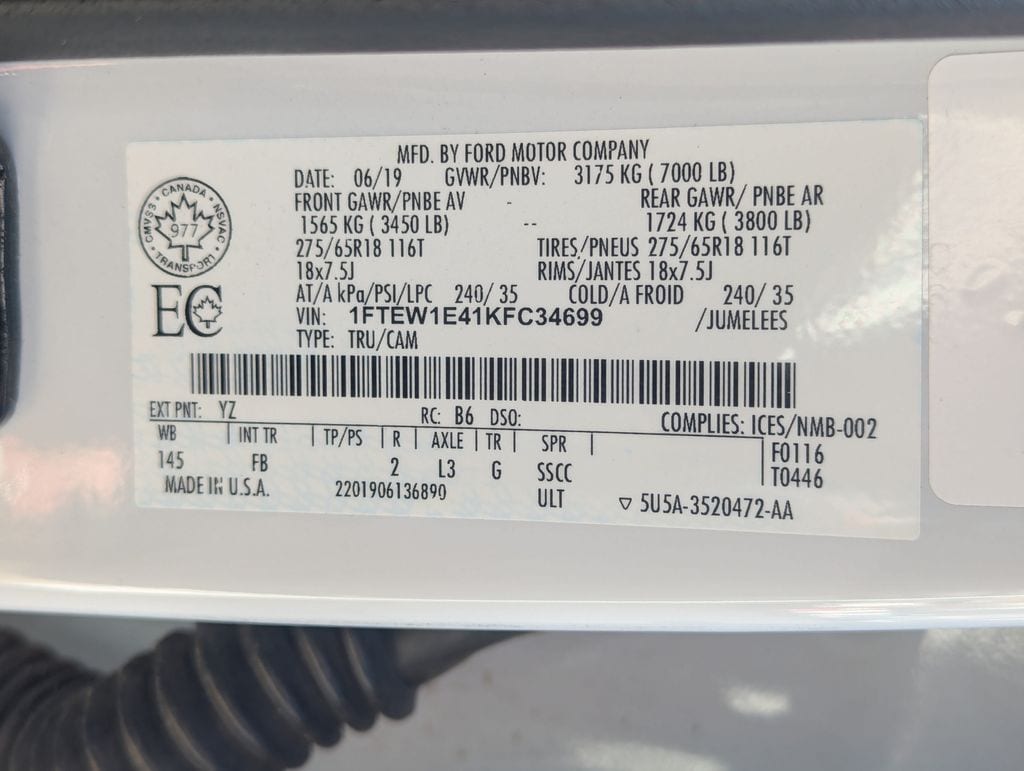 MFD. BY FORD MOTOR COMPANY
DATE: 06/19 GVWR/PNBV: 3175 KG ( 7000 LB)
FRONT GAWR/PNBE AV - REAR GAWR/ PNBE AR
1565 KG ( 3450 LB) -- 1724 KG ( 3800 LB)
275/65R18 116T TIRES/PNEUS 275/65R18 116T
18x7.5J RIMS/JANTES 18x7.5J
AT/A kPa/PSI/LPC 240/ 35 COLD/A FROID 240/ 35
VIN: 1FTEW1E41KFC34699 /JUMELEES
TYPE: TRU/CAM
CANADA
CMVSS NSVAC
977
TRANSPORT
EC
EXT PNT: YZ RC: B6 DSO: COMPLIES: ICES/NMB-002
WB | INT TR | TP/PS | R | AXLE | TR | SPR | F0116
145 FB 2 L3 G SSCC T0446
MADE IN U.S.A. 2201906136890 ULT ▽ 5U5A-3520472-AA